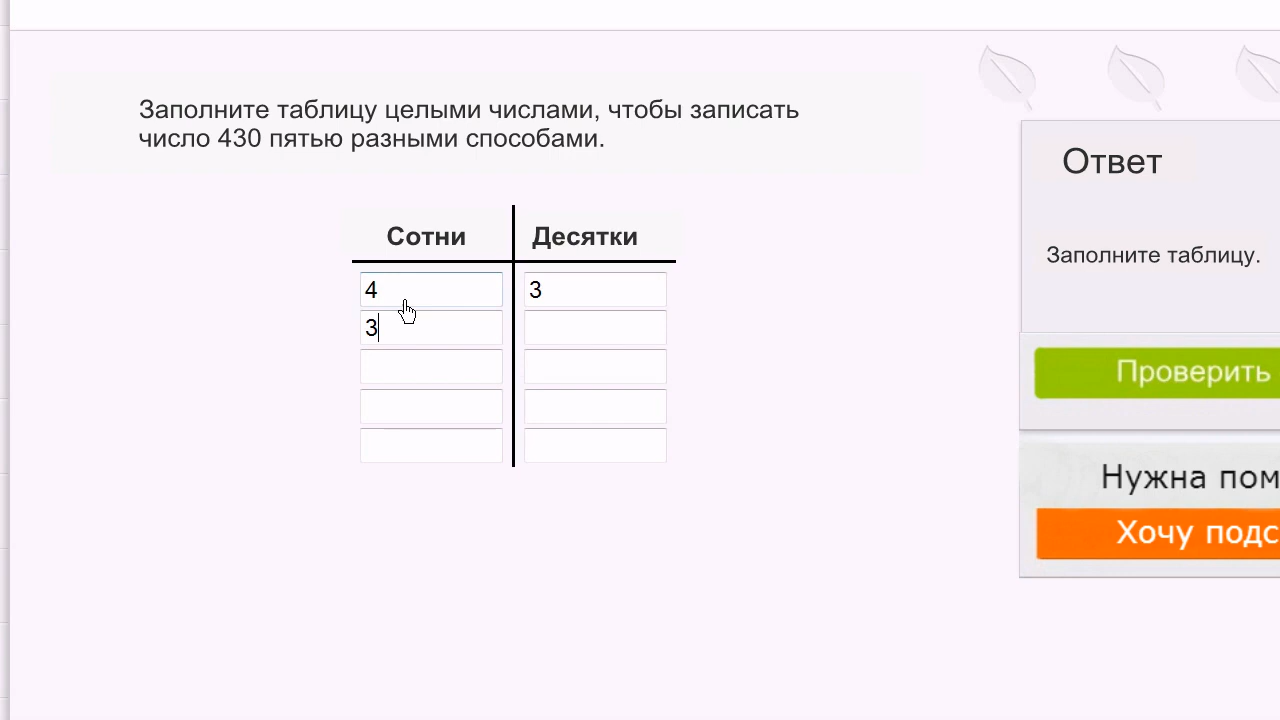 Заполните таблицу целыми числами, чтобы записать
число 430 пятью разными способами.
Сотни Десятки
4 3
3
Ответ
Заполните таблицу.
Проверить
Нужна пом
Хочу подс